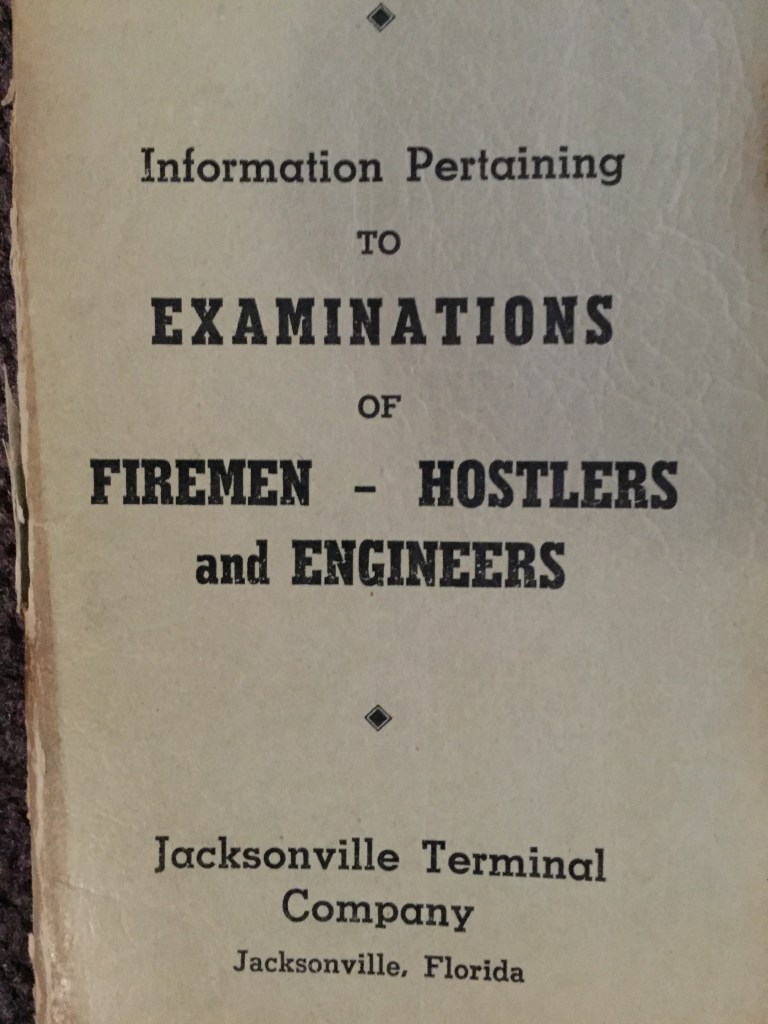 Information Pertaining
TO
EXAMINATIONS
OF
FIREMEN - HOSTLERS
and ENGINEERS
Jacksonville Terminal
Company
Jacksonville, Florida